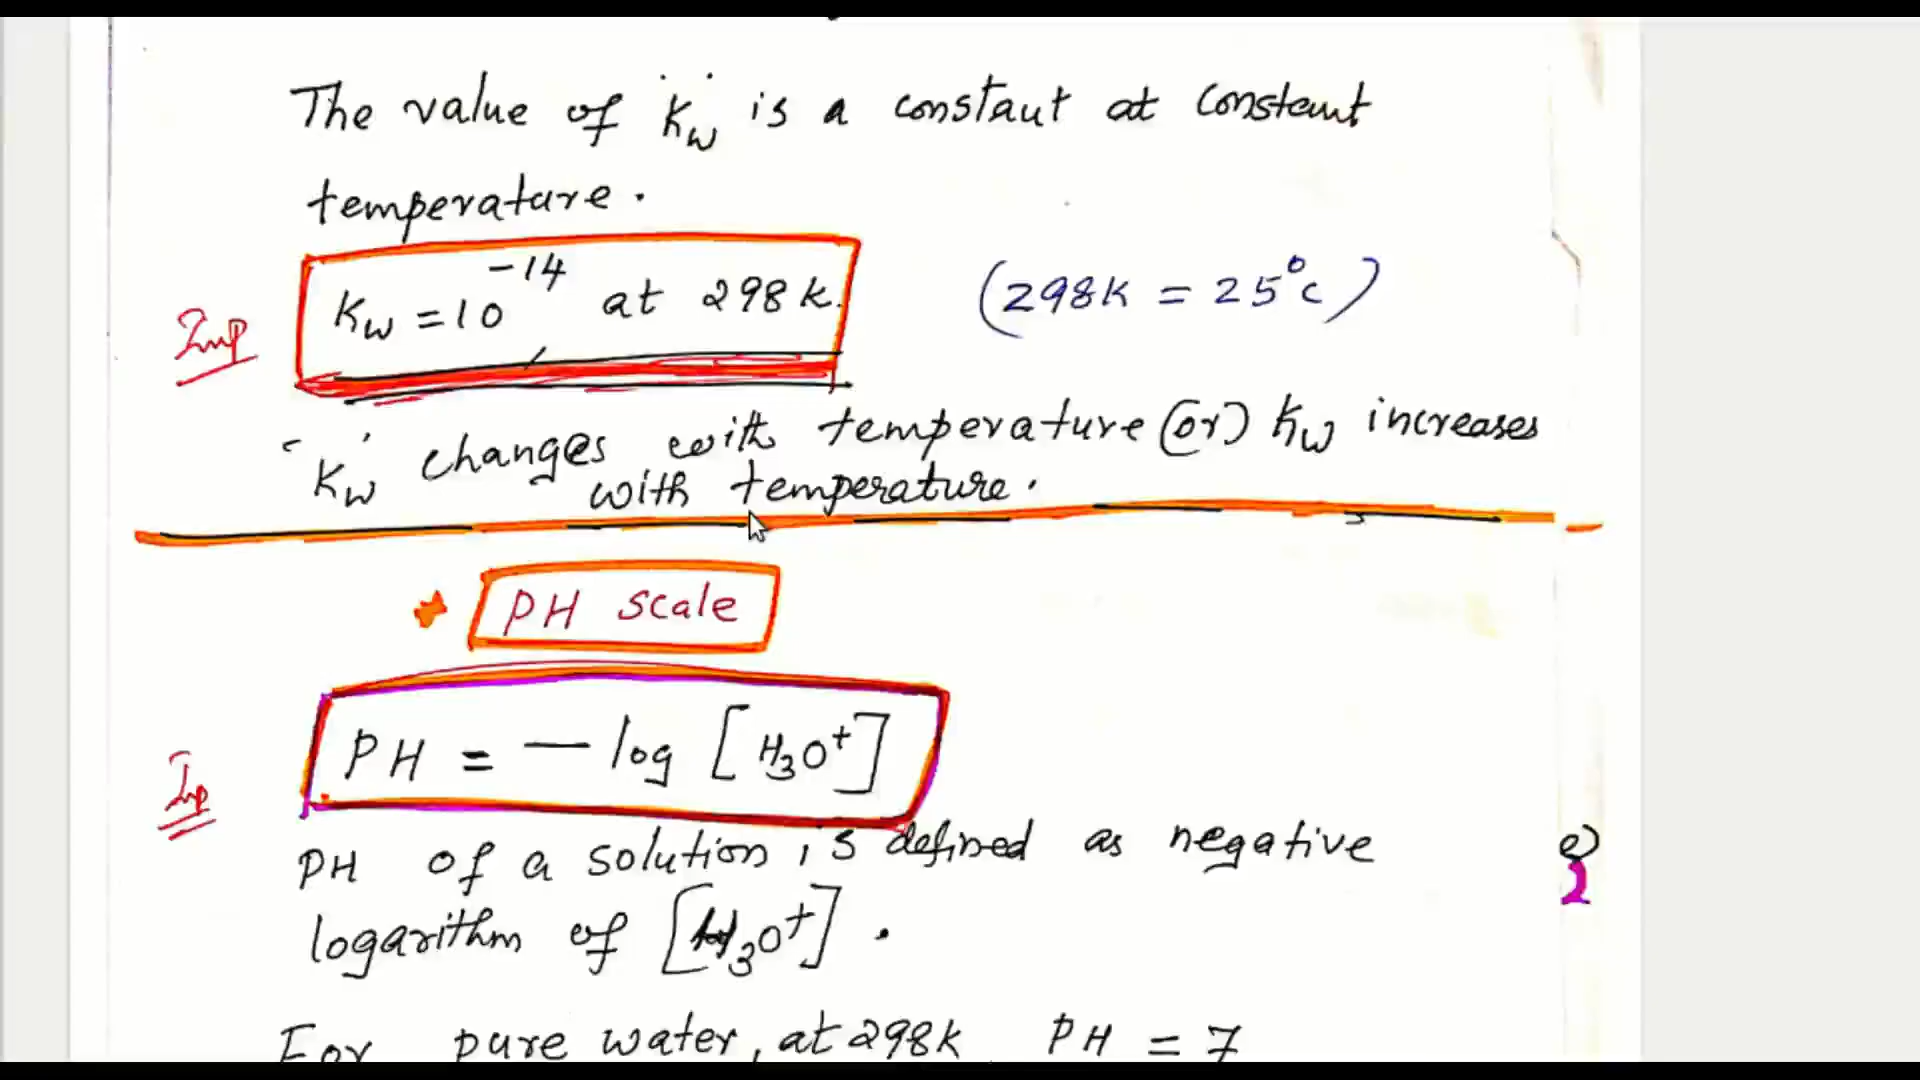 The value of 'Kw' is a constant at constant
temperature.
Imp
Kw = 10⁻¹⁴ at 298 k.
(298K = 25°c)
'Kw' changes with temperature (or) Kw increases
with temperature.
PH scale
Imp
PH = - log [H₃O⁺]
PH of a solution is defined as negative
logarithm of [H₃O⁺].
For pure water, at 298k PH = 7